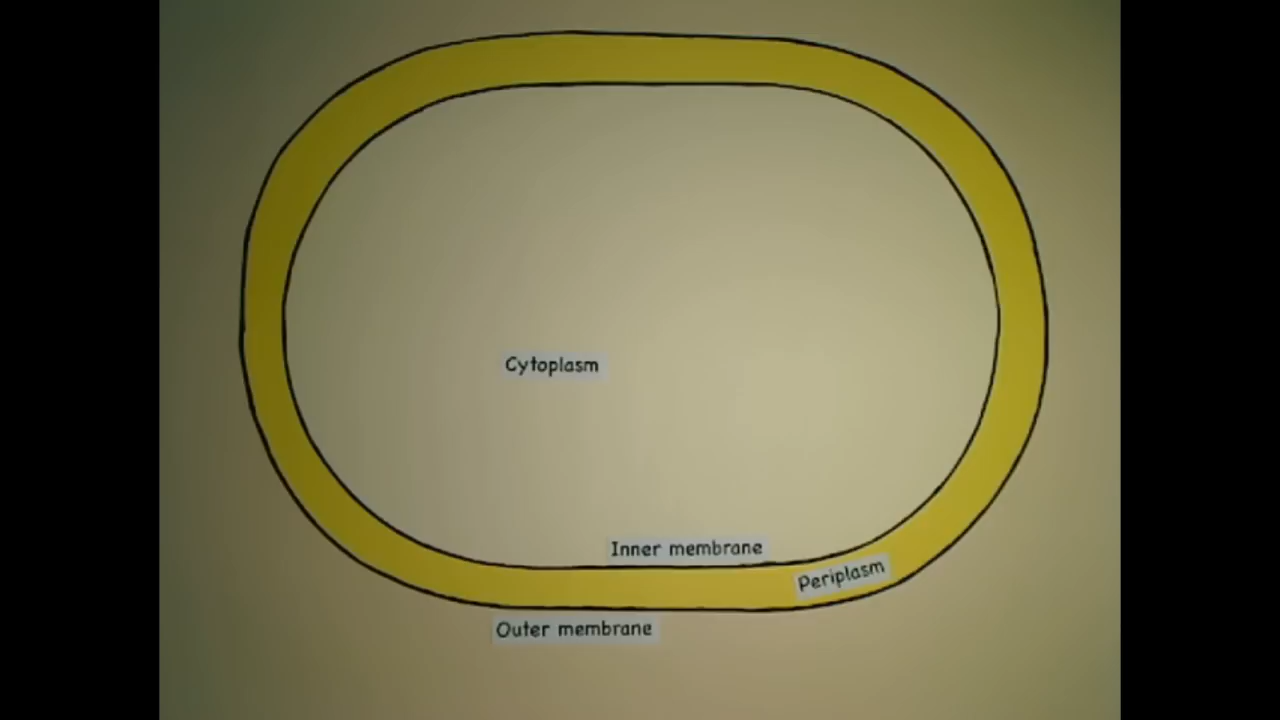 Cytoplasm
Inner membrane
Periplasm
Outer membrane